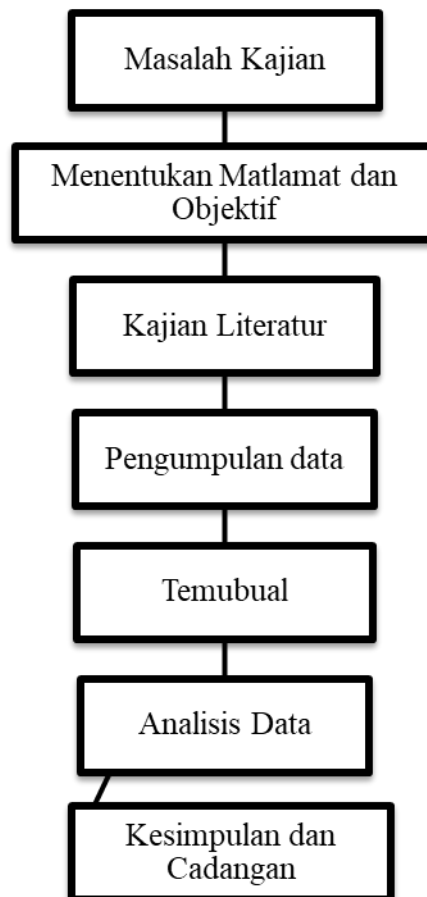 Masalah Kajian
Menentukan Matlamat dan
Objektif
Kajian Literatur
Pengumpulan data
Temubual
Analisis Data
Kesimpulan dan
Cadangan